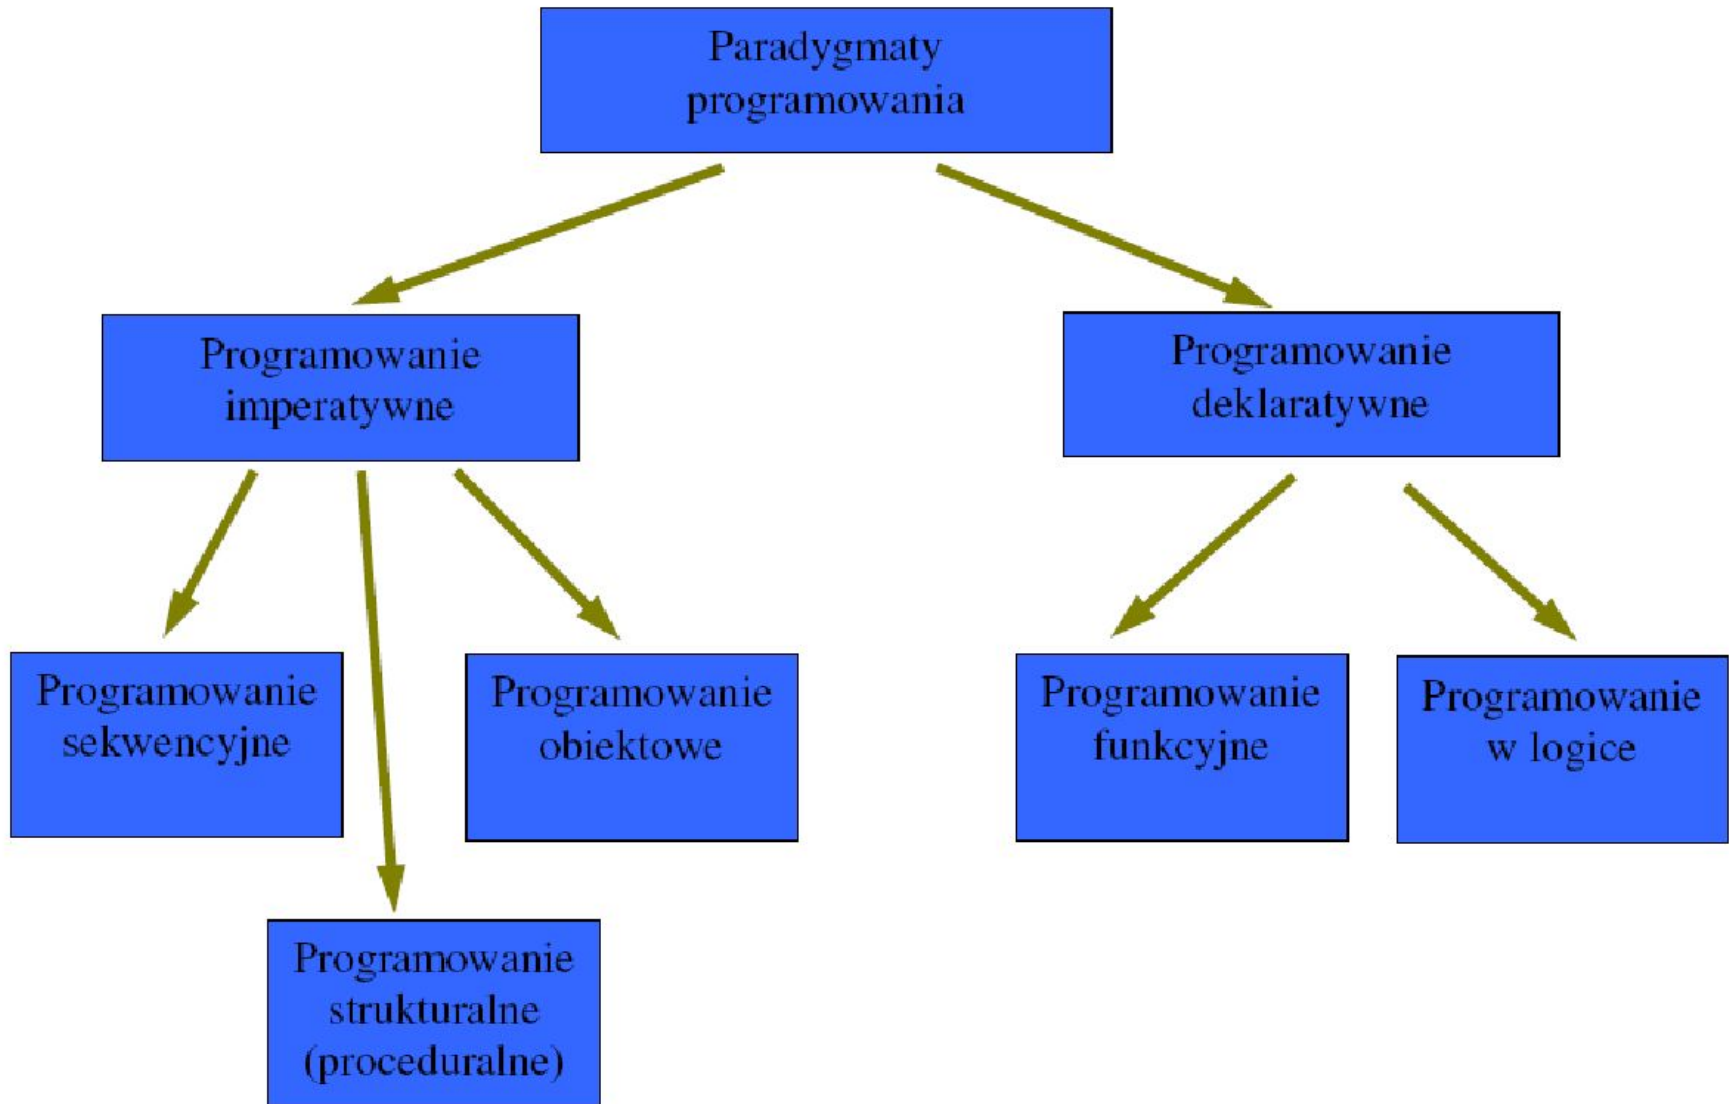 Paradygmaty
programowania
Programowanie
imperatywne
Programowanie
deklaratywne
Programowanie
sekwencyjne
Programowanie
obiektowe
Programowanie
funkcyjne
Programowanie
w logice
Programowanie
strukturalne
(proceduralne)